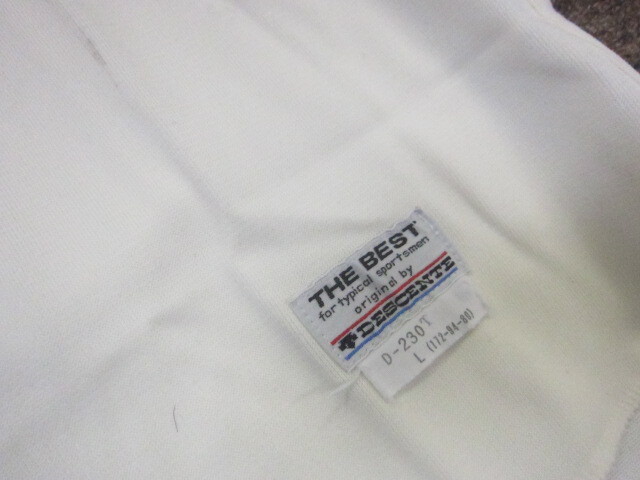 THE BEST
for typical sportsmen
original by
DESCENTE
D-230T
L (172-94-80)